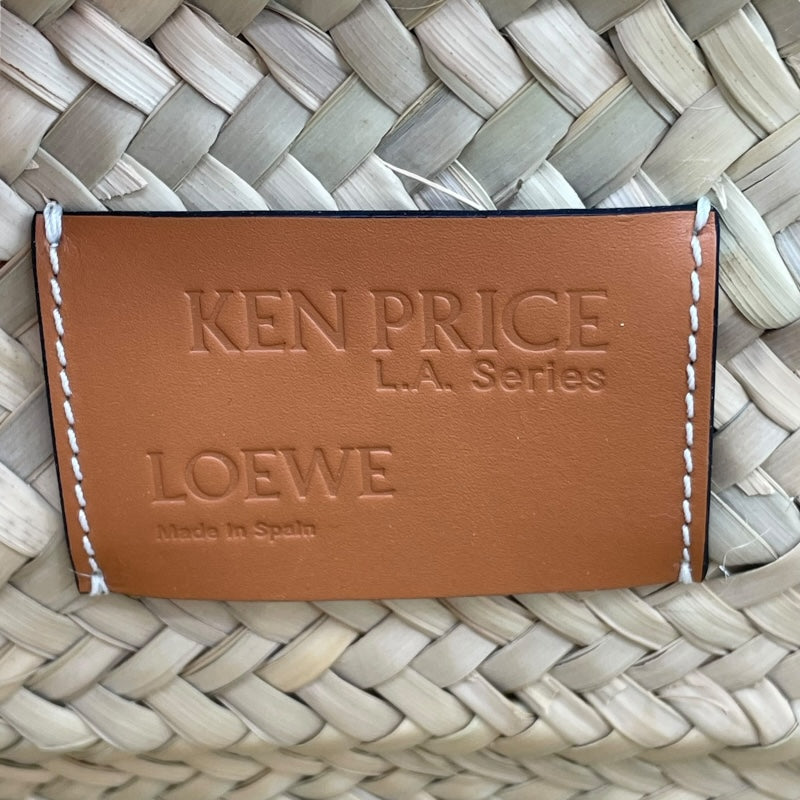 KEN PRICE
L.A. Series
LOEWE
Made in Spain